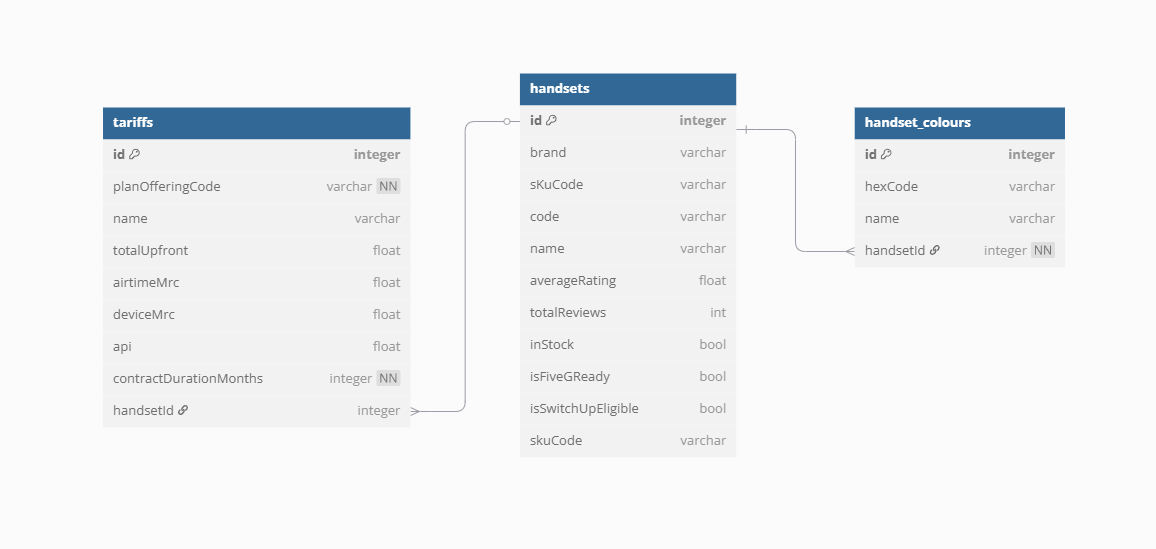 tariffs
id integer
planOfferingCode varchar NN
name varchar
totalUpfront float
airtimeMrc float
deviceMrc float
api float
contractDurationMonths integer NN
handsetId integer
handsets
id integer
brand varchar
sKuCode varchar
code varchar
name varchar
averageRating float
totalReviews int
inStock bool
isFiveGReady bool
isSwitchUpEligible bool
skuCode varchar
handset_colours
id integer
hexCode varchar
name varchar
handsetId integer NN